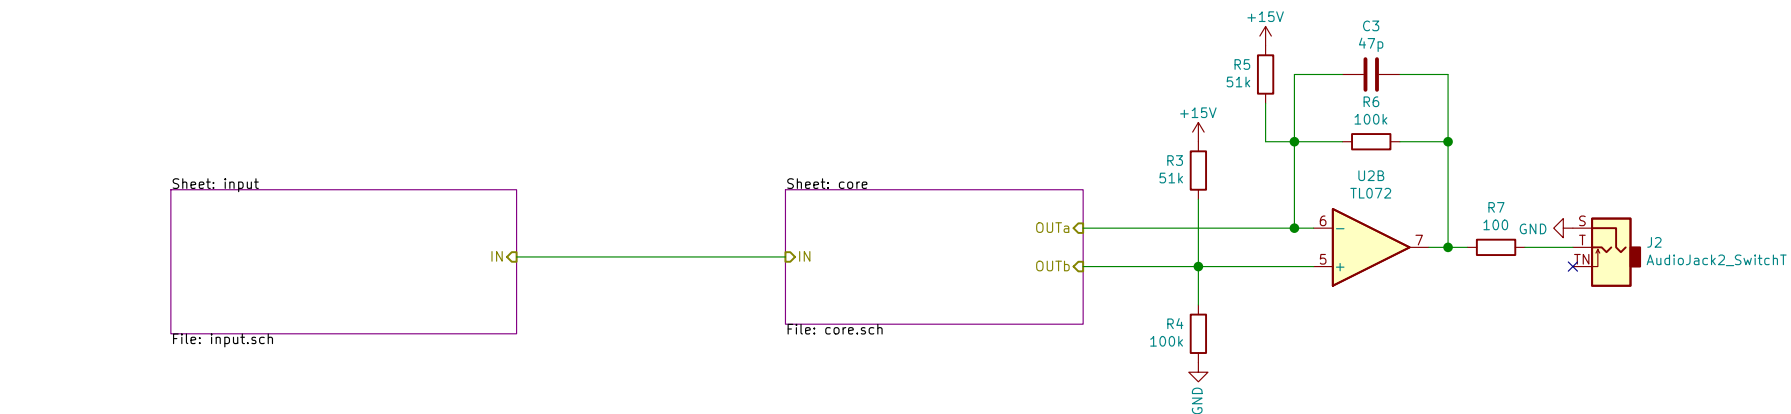 Sheet: input
IN
File: input.sch
Sheet: core
IN
OUTa
OUTb
File: core.sch
+15V
R3
51k
R4
100k
GND
+15V
R5
51k
C3
47p
R6
100k
U2B
TL072
6
5
7
R7
100
GND
S
T
TN
J2
AudioJack2_SwitchT